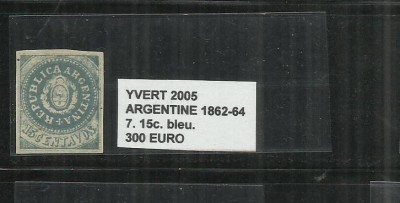 REPUBLICA ARGENTINA
15 CENTAVOS
YVERT 2005
ARGENTINE 1862-64
7. 15c. bleu.
300 EURO